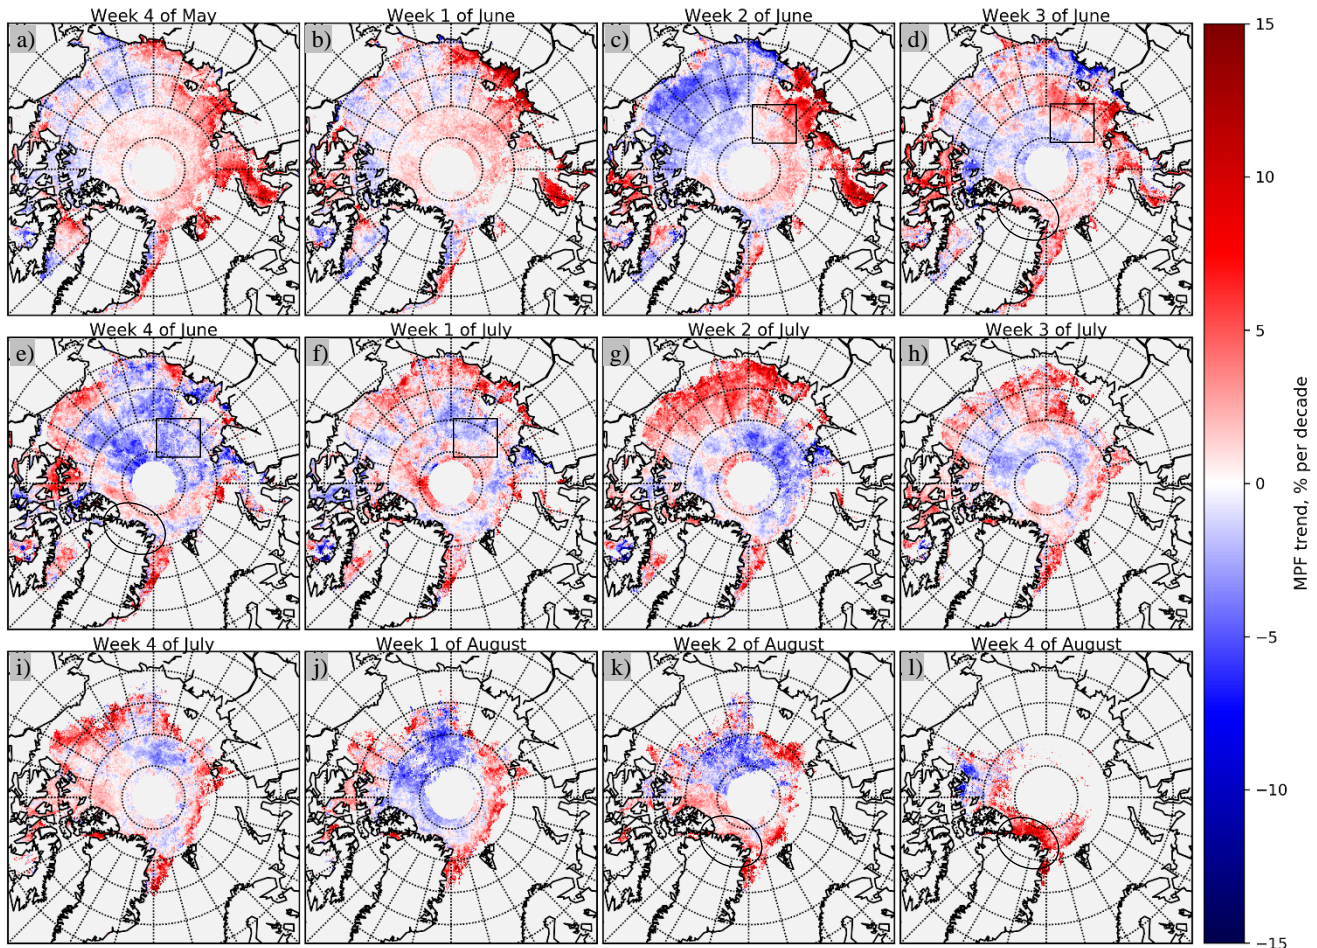 Week 4 of May
Week 1 of June
Week 2 of June
Week 3 of June
a)
b)
c)
d)
Week 4 of June
Week 1 of July
Week 2 of July
Week 3 of July
e)
f)
g)
h)
Week 4 of July
Week 1 of August
Week 2 of August
Week 4 of August
i)
j)
k)
l)
15
10
5
0
−5
−10
−15
MPF trend, % per decade